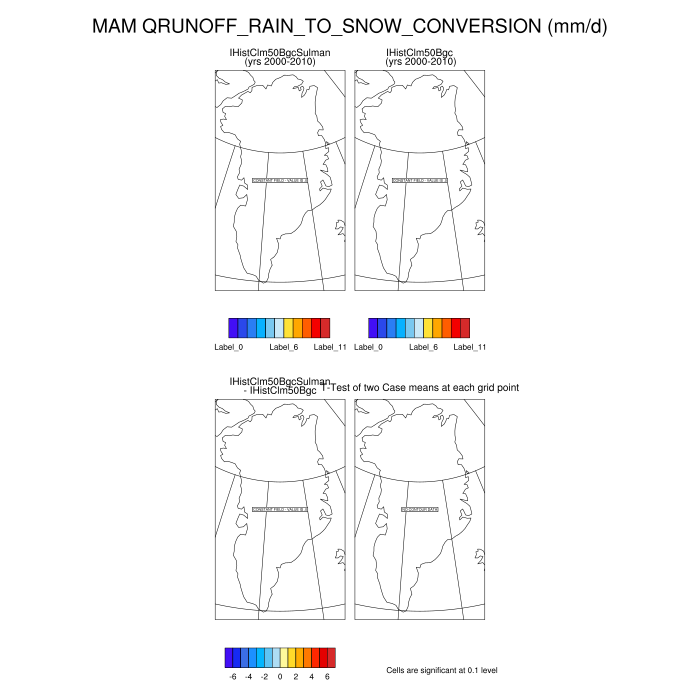 MAM QRUNOFF_RAIN_TO_SNOW_CONVERSION (mm/d)
IHistClm50BgcSulman
(yrs 2000-2010)
IHistClm50Bgc
(yrs 2000-2010)
CONSTANT FIELD - VALUE IS 0
CONSTANT FIELD - VALUE IS 0
Label_0 Label_6 Label_11
Label_0 Label_6 Label_11
IHistClm50BgcSulman
- IHistClm50Bgc
T-Test of two Case means at each grid point
CONSTANT FIELD - VALUE IS 0
NO CONTOUR DATA
-6 -4 -2 0 2 4 6
Cells are significant at 0.1 level